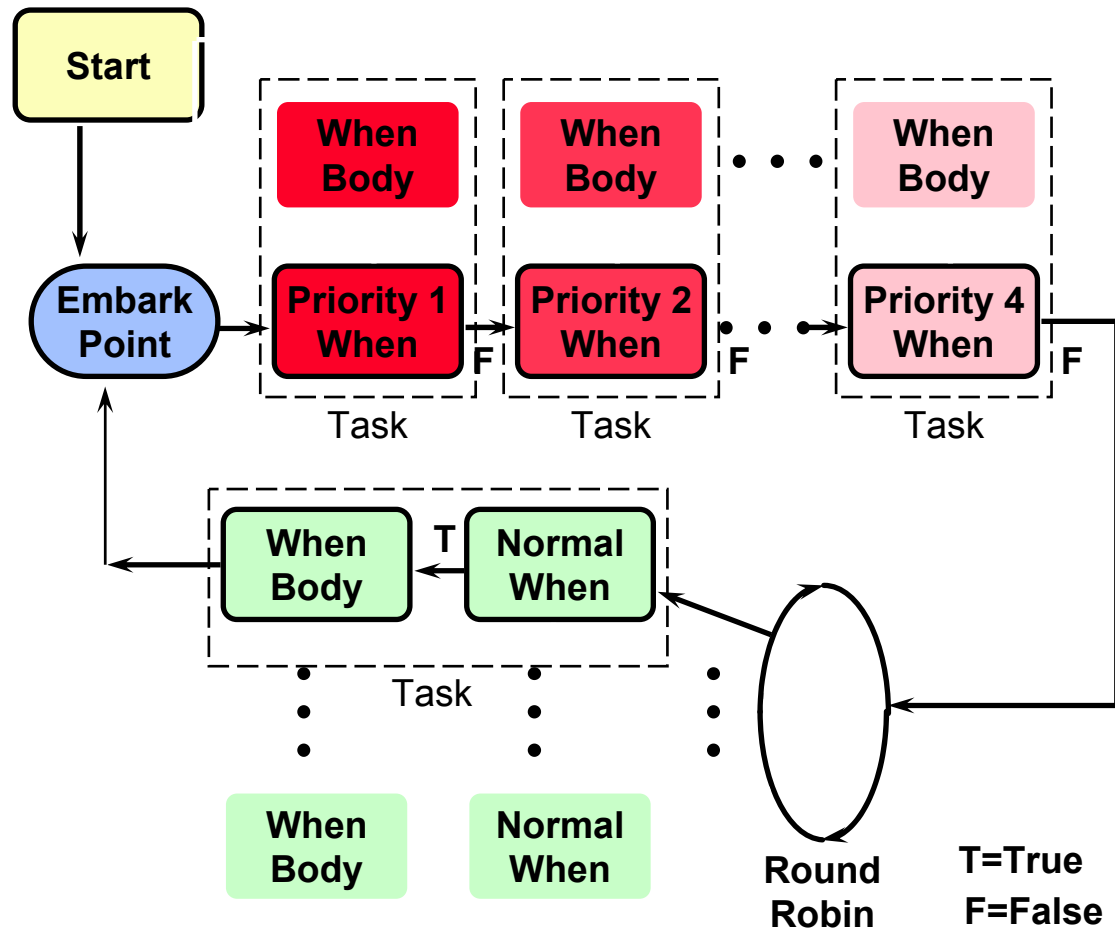 Start
When
Body
When
Body
When
Body
Embark
Point
Priority 1
When
F
Priority 2
When
F
Priority 4
When
F
Task
Task
Task
When
Body
T
Normal
When
Task
When
Body
Normal
When
Round
Robin
T=True
F=False